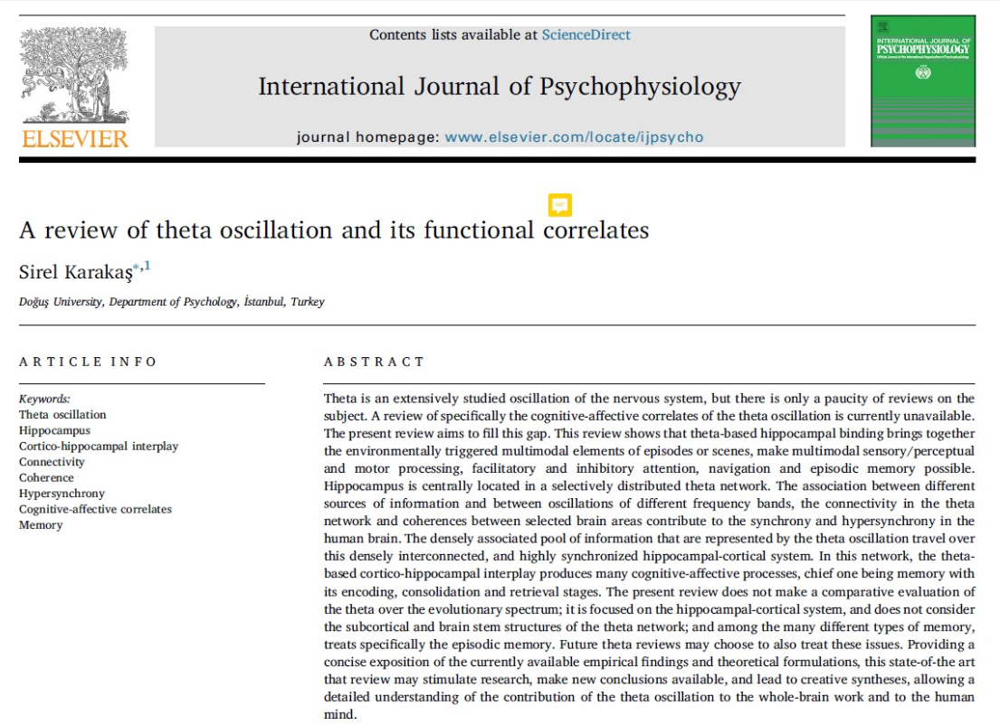 Contents lists available at ScienceDirect
International Journal of Psychophysiology
journal homepage: www.elsevier.com/locate/ijpsycho
ELSEVIER
INTERNATIONAL JOURNAL OF
PSYCHOPHYSIOLOGY
A review of theta oscillation and its functional correlates
Sirel Karakaş*,1
Doğuş University, Department of Psychology, İstanbul, Turkey
ARTICLE INFO
Keywords:
Theta oscillation
Hippocampus
Cortico-hippocampal interplay
Connectivity
Coherence
Hypersynchrony
Cognitive-affective correlates
Memory
ABSTRACT
Theta is an extensively studied oscillation of the nervous system, but there is only a paucity of reviews on the
subject. A review of specifically the cognitive-affective correlates of the theta oscillation is currently unavailable.
The present review aims to fill this gap. This review shows that theta-based hippocampal binding brings together
the environmentally triggered multimodal elements of episodes or scenes, make multimodal sensory/perceptual
and motor processing, facilitatory and inhibitory attention, navigation and episodic memory possible.
Hippocampus is centrally located in a selectively distributed theta network. The association between different
sources of information and between oscillations of different frequency bands, the connectivity in the theta
network and coherences between selected brain areas contribute to the synchrony and hypersynchrony in the
human brain. The densely associated pool of information that are represented by the theta oscillation travel over
this densely interconnected, and highly synchronized hippocampal-cortical system. In this network, the theta-
based cortico-hippocampal interplay produces many cognitive-affective processes, chief one being memory with
its encoding, consolidation and retrieval stages. The present review does not make a comparative evaluation of
the theta over the evolutionary spectrum; it is focused on the hippocampal-cortical system, and does not consider
the subcortical and brain stem structures of the theta network; and among the many different types of memory,
treats specifically the episodic memory. Future theta reviews may choose to also treat these issues. Providing a
concise exposition of the currently available empirical findings and theoretical formulations, this state-of-the art
that review may stimulate research, make new conclusions available, and lead to creative syntheses, allowing a
detailed understanding of the contribution of the theta oscillation to the whole-brain work and to the human
mind.